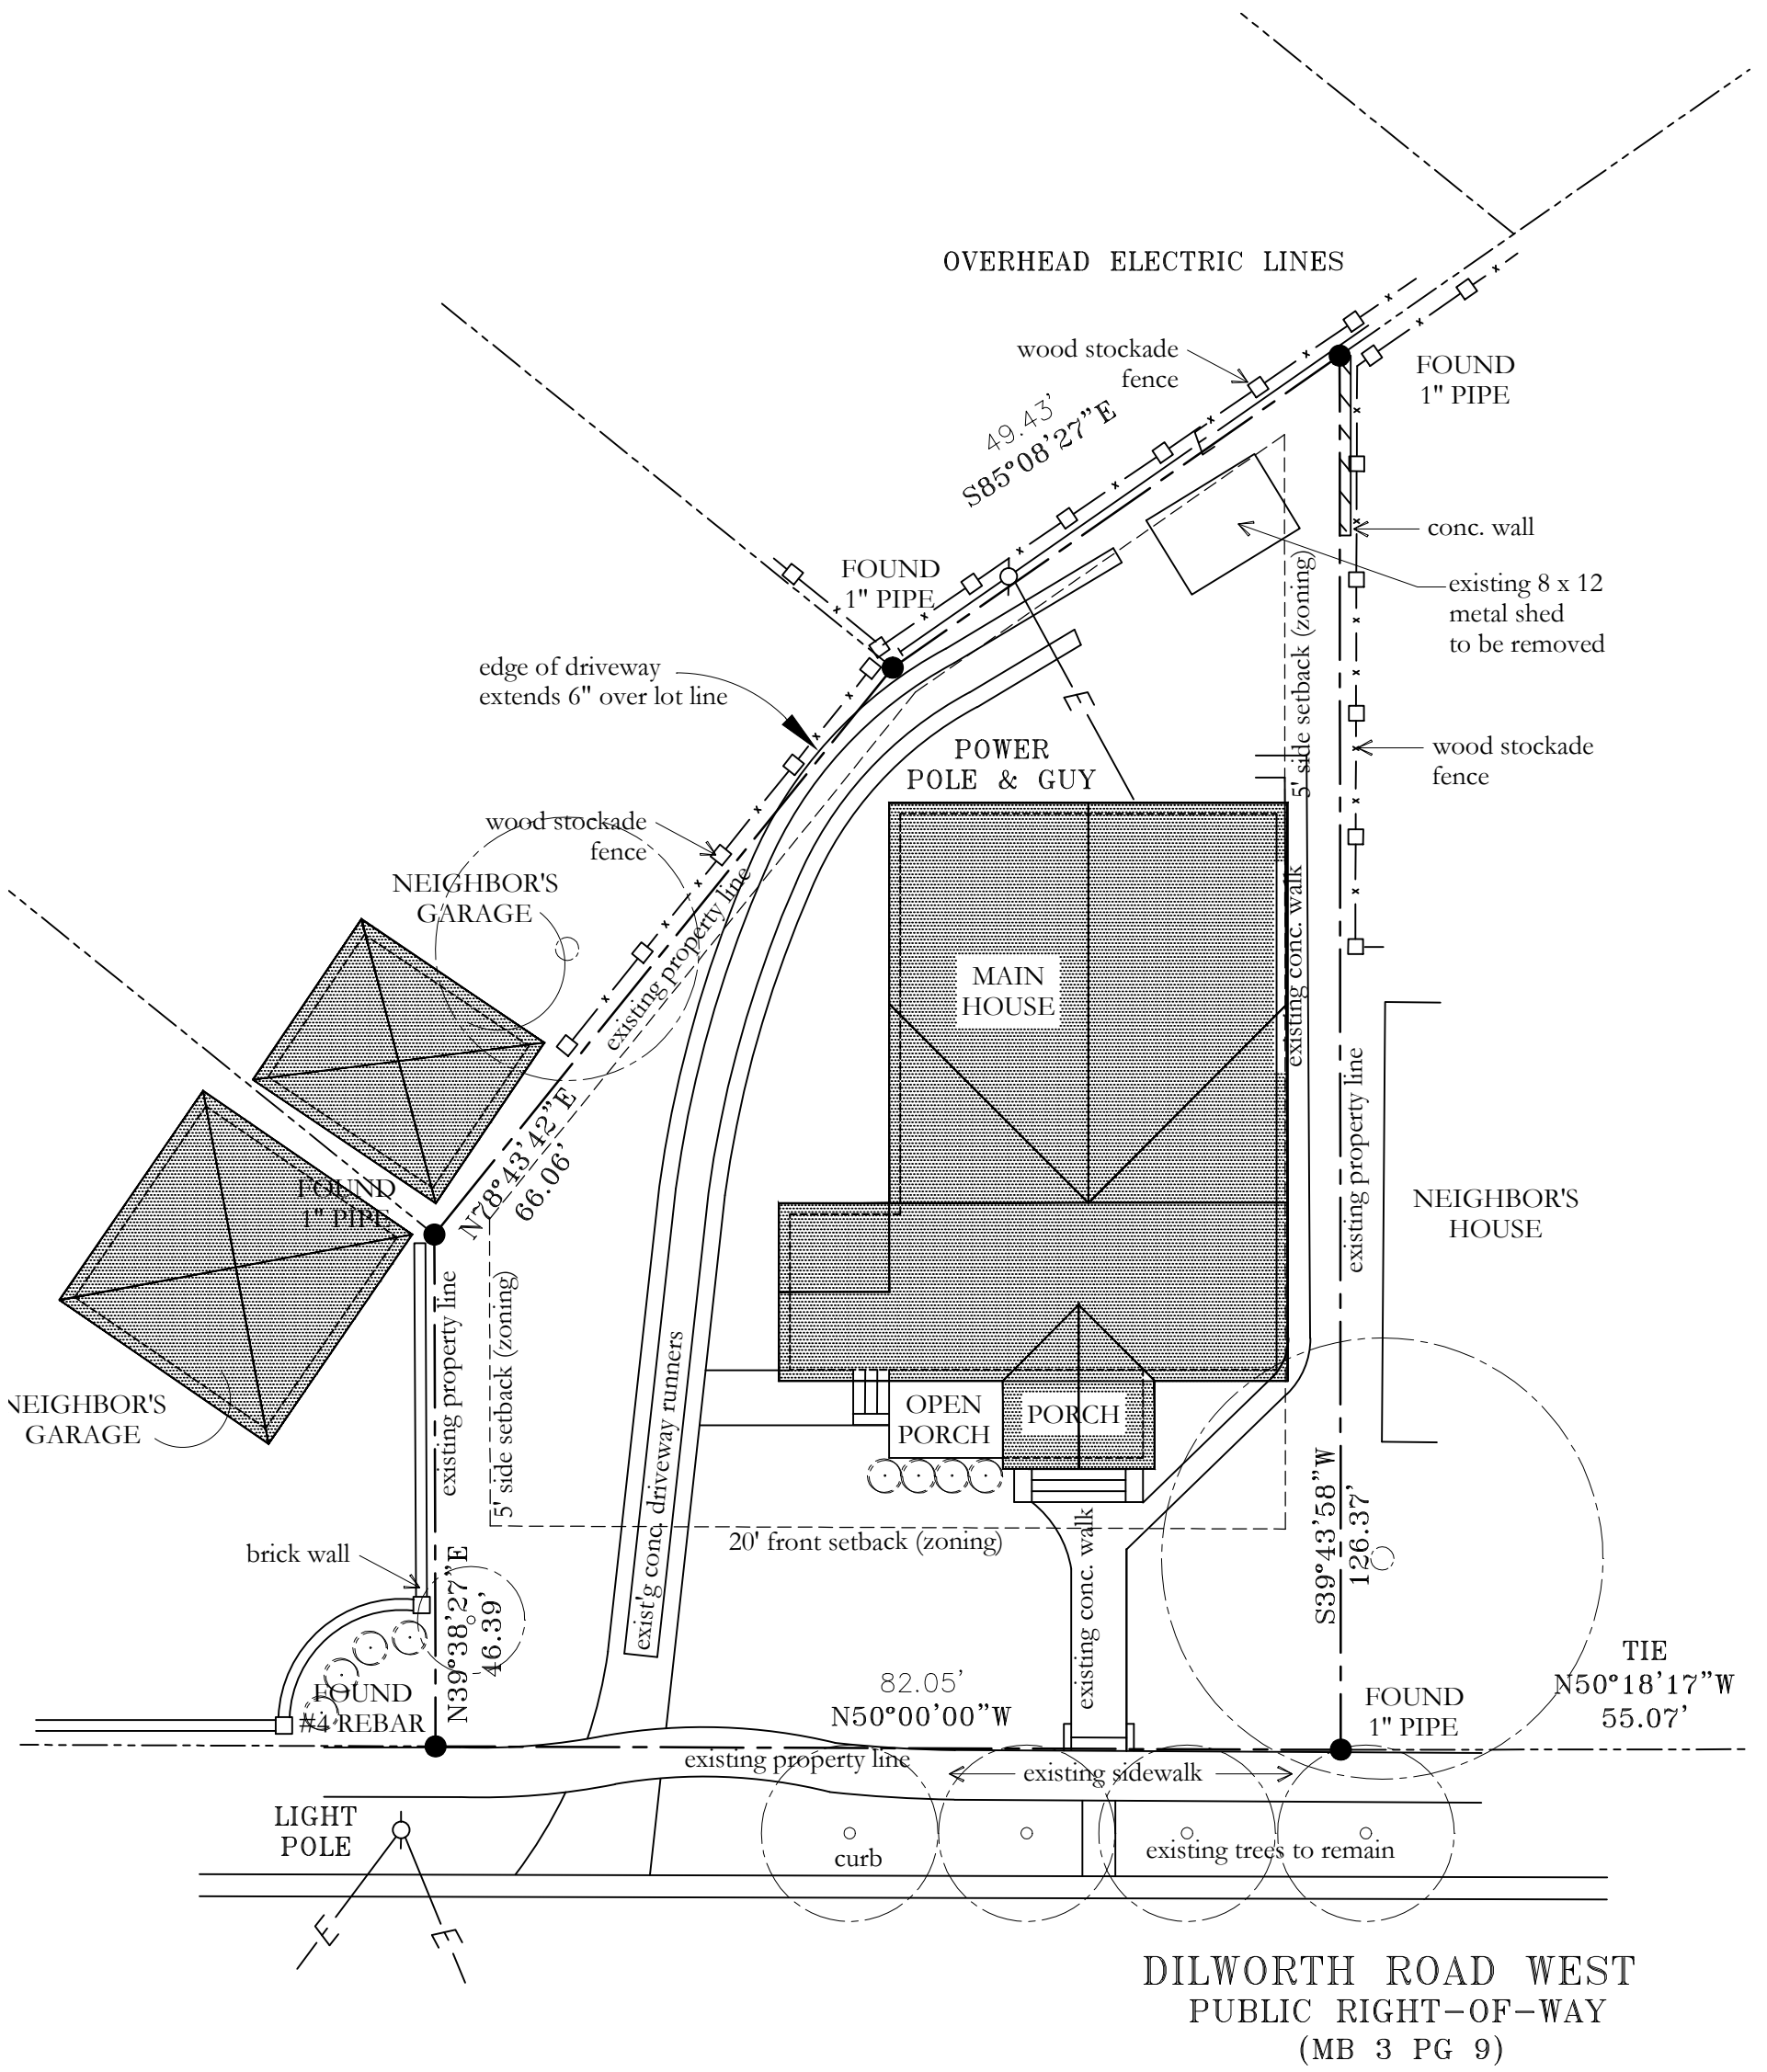 OVERHEAD ELECTRIC LINES
wood stockade
fence
FOUND
1" PIPE
49.43'
S85°08'27"E
conc. wall
existing 8 x 12
metal shed
to be removed
FOUND
1" PIPE
edge of driveway
extends 6" over lot line
5' side setback (zoning)
E
POWER
POLE & GUY
wood stockade
fence
wood stockade
fence
NEIGHBOR'S
GARAGE
existing property line
existing conc. walk
MAIN
HOUSE
existing property line
N78°43'42"E
66.06'
FOUND
1" PIPE
NEIGHBOR'S
HOUSE
existing property line
5' side setback (zoning)
exist'g conc. driveway runners
NEIGHBOR'S
GARAGE
OPEN
PORCH
PORCH
20' front setback (zoning)
brick wall
N39°38'27"E
46.39'
existing conc. walk
S39°43'58"W
126.37'
FOUND
#4 REBAR
82.05'
N50°00'00"W
FOUND
1" PIPE
TIE
N50°18'17"W
55.07'
existing property line
existing sidewalk
LIGHT
POLE
curb
existing trees to remain
E
E
DILWORTH ROAD WEST
PUBLIC RIGHT-OF-WAY
(MB 3 PG 9)